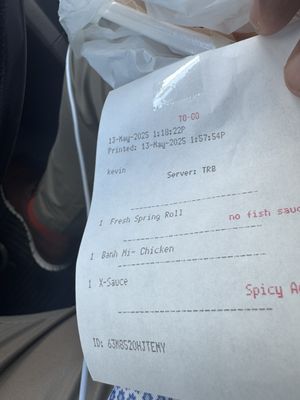 TO-GO
13-May-2025 1:18:22P
Printed: 13-May-2025 1:57:54P
kevin
Server: TRB
1 Fresh Spring Roll
no fish sauc
1 Banh Mi- Chicken
1 X-Sauce
Spicy
ID: 63M8520HJTEMY